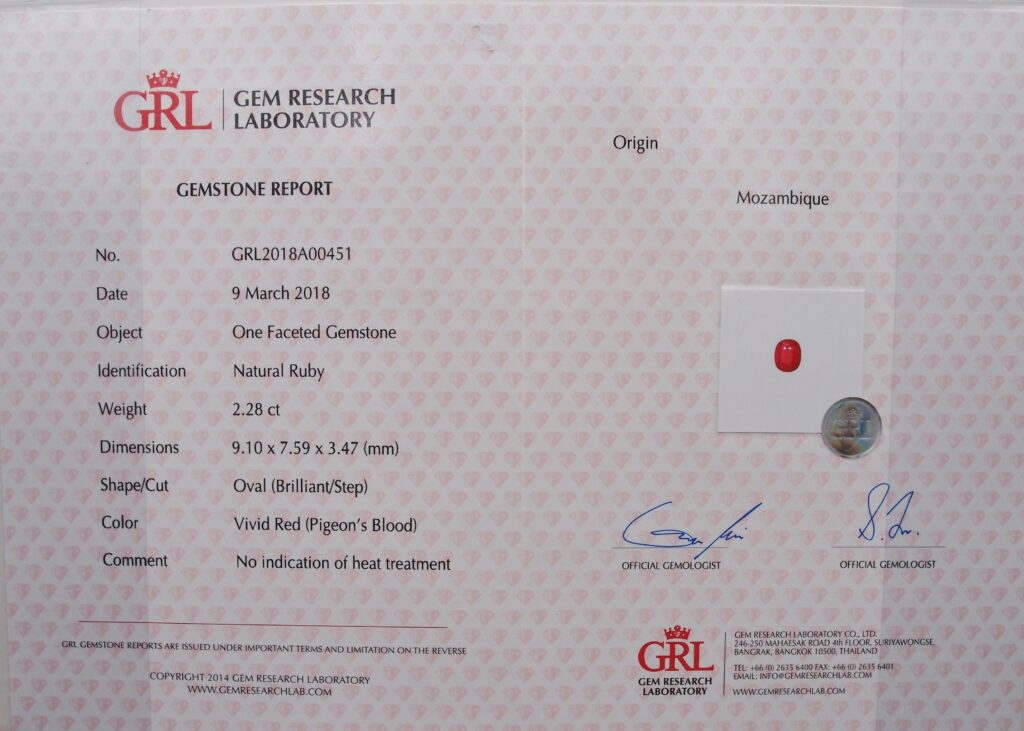 GRL GEM RESEARCH
LABORATORY
GEMSTONE REPORT
No. GRL2018A00451
Date 9 March 2018
Object One Faceted Gemstone
Identification Natural Ruby
Weight 2.28 ct
Dimensions 9.10 x 7.59 x 3.47 (mm)
Shape/Cut Oval (Brilliant/Step)
Color Vivid Red (Pigeon's Blood)
Comment No indication of heat treatment
GRL GEMSTONE REPORTS ARE ISSUED UNDER IMPORTANT TERMS AND LIMITATION ON THE REVERSE
COPYRIGHT 2014 GEM RESEARCH LABORATORY
WWW.GEMRESEARCHLAB.COM
Origin
Mozambique
GRL
OFFICIAL GEMOLOGIST
OFFICIAL GEMOLOGIST
GRL
GEM RESEARCH
LABORATORY
GEM RESEARCH LABORATORY CO., LTD.
246-250 MAHAESAK ROAD 4th FLOOR, SURIYAWONGSE,
BANGRAK, BANGKOK 10500, THAILAND
TEL: +66 (0) 2635 6400 FAX: +66 (0) 2635 6401
EMAIL: INFO@GEMRESEARCHLAB.COM
WWW.GEMRESEARCHLAB.COM